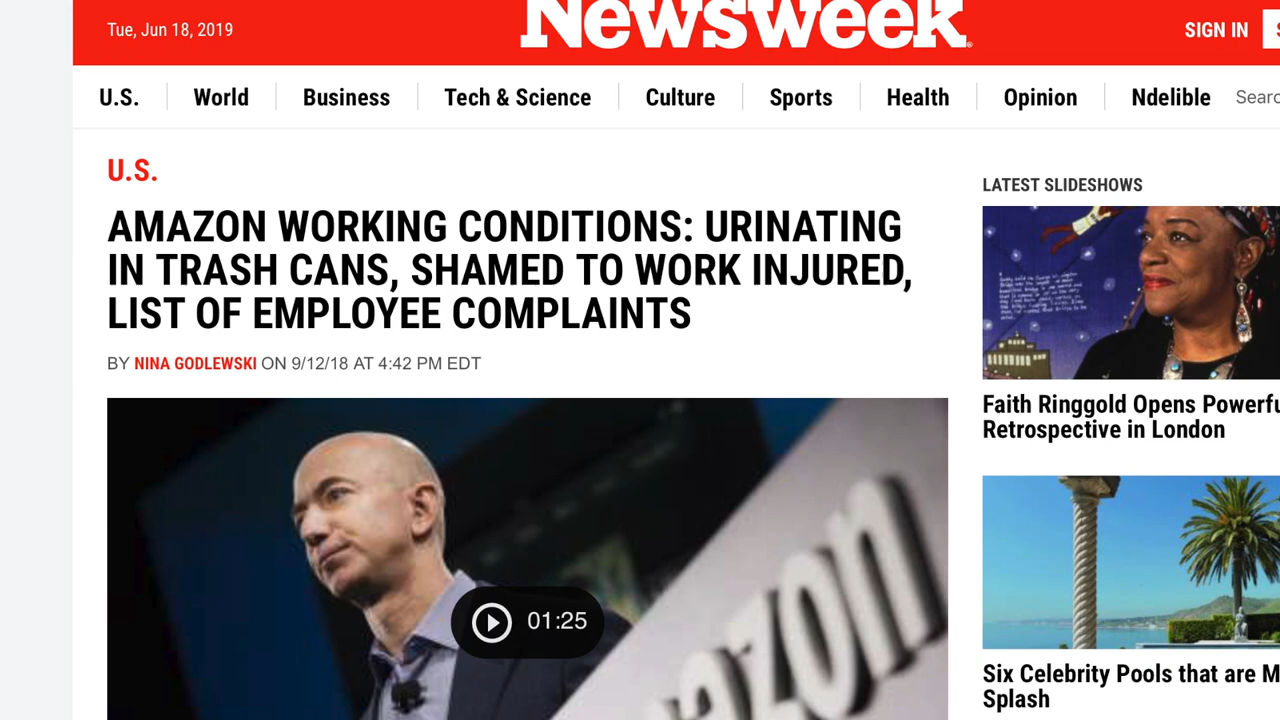 Tue, Jun 18, 2019
Newsweek
SIGN IN
U.S.
World
Business
Tech & Science
Culture
Sports
Health
Opinion
Ndelible
Searc
U.S.
AMAZON WORKING CONDITIONS: URINATING
IN TRASH CANS, SHAMED TO WORK INJURED,
LIST OF EMPLOYEE COMPLAINTS
BY NINA GODLEWSKI ON 9/12/18 AT 4:42 PM EDT
01:25
azon
LATEST SLIDESHOWS
Faith Ringgold Opens Powerfu
Retrospective in London
Six Celebrity Pools that are M
Splash